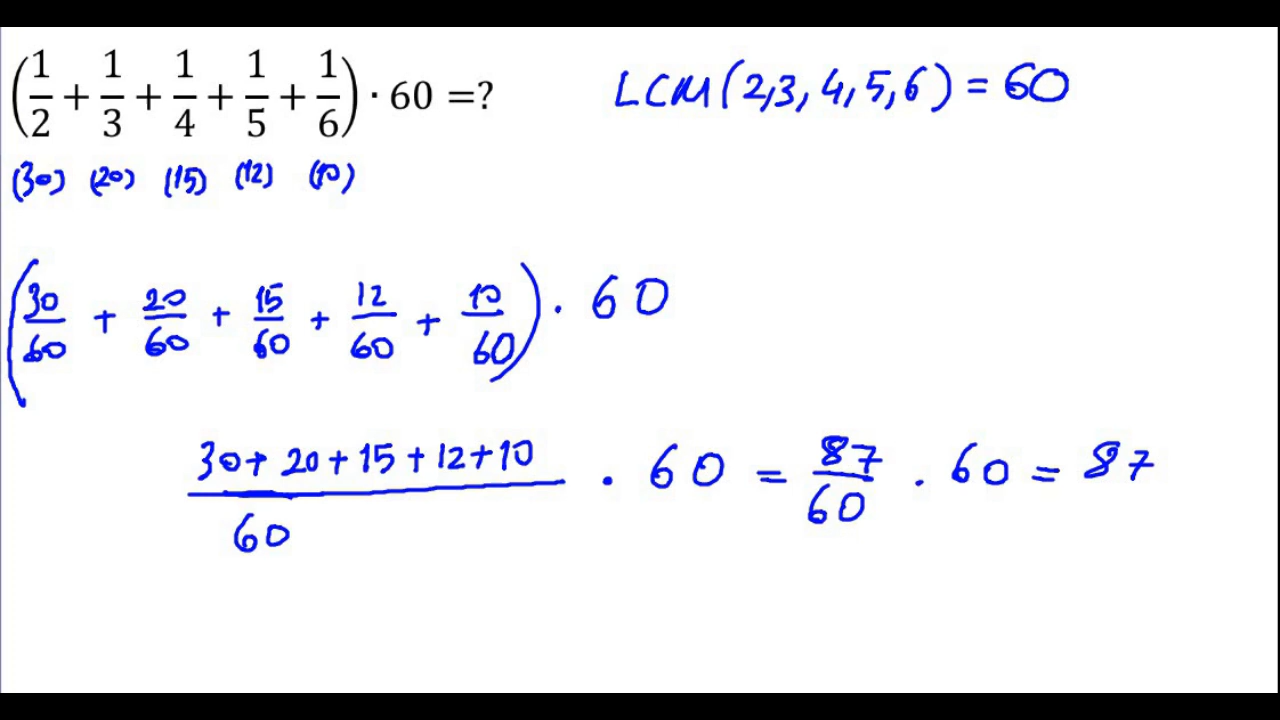 (1/2 + 1/3 + 1/4 + 1/5 + 1/6) · 60 =?
LCM(2,3,4,5,6) = 60
(30) (20) (15) (12) (10)
(30/60 + 20/60 + 15/60 + 12/60 + 10/60) · 60
30+20+15+12+10/60 · 60 = 87/60 · 60 = 87